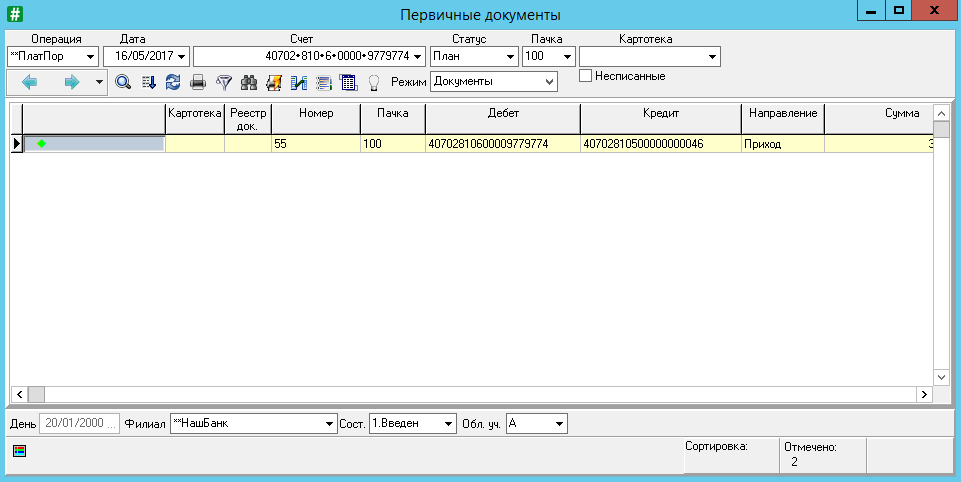 Первичные документы
Операция Дата Счет Статус Пачка Картотека
**ПлатПор 16/05/2017 40702*810*6*0000*9779774 План 100
Режим Документы Несписанные
Картотека Реестр док. Номер Пачка Дебет Кредит Направление Сумма
55 100 40702810600009779774 40702810500000000046 Приход 3
День 20/01/2000 ... Филиал **НашБанк Сост. 1.Введен Обл. уч. А
Сортировка: Отмечено:
2